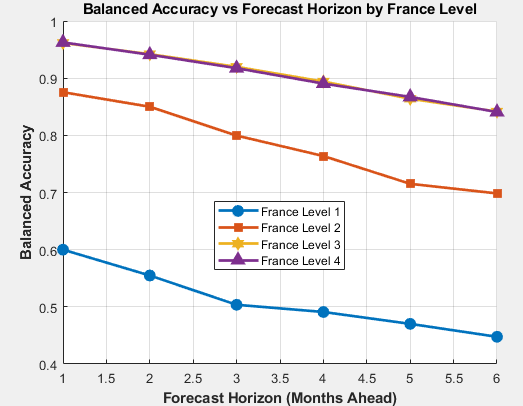 Balanced Accuracy vs Forecast Horizon by France Level
Balanced Accuracy
1
0.9
0.8
0.7
0.6
0.5
0.4
France Level 1
France Level 2
France Level 3
France Level 4
1 1.5 2 2.5 3 3.5 4 4.5 5 5.5 6
Forecast Horizon (Months Ahead)